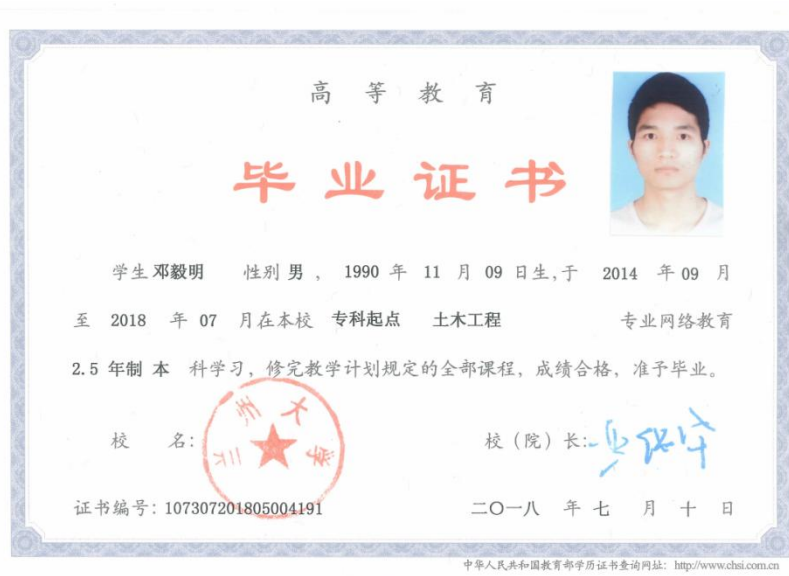 高等教育
毕业证书
学生 邓毅明 性别 男 ，1990 年 11 月 09 日生,于 2014 年 09 月
至 2018 年 07 月在本校 专科起点 土木工程 专业网络教育
2.5 年制 本 科学习，修完教学计划规定的全部课程，成绩合格，准予毕业。
校 名： 校（院）长：
兰州大学
证书编号：107307201805004191 二〇一八 年 七 月 十 日
中华人民共和国教育部学历证书查询网址：http://www.chsi.com.cn